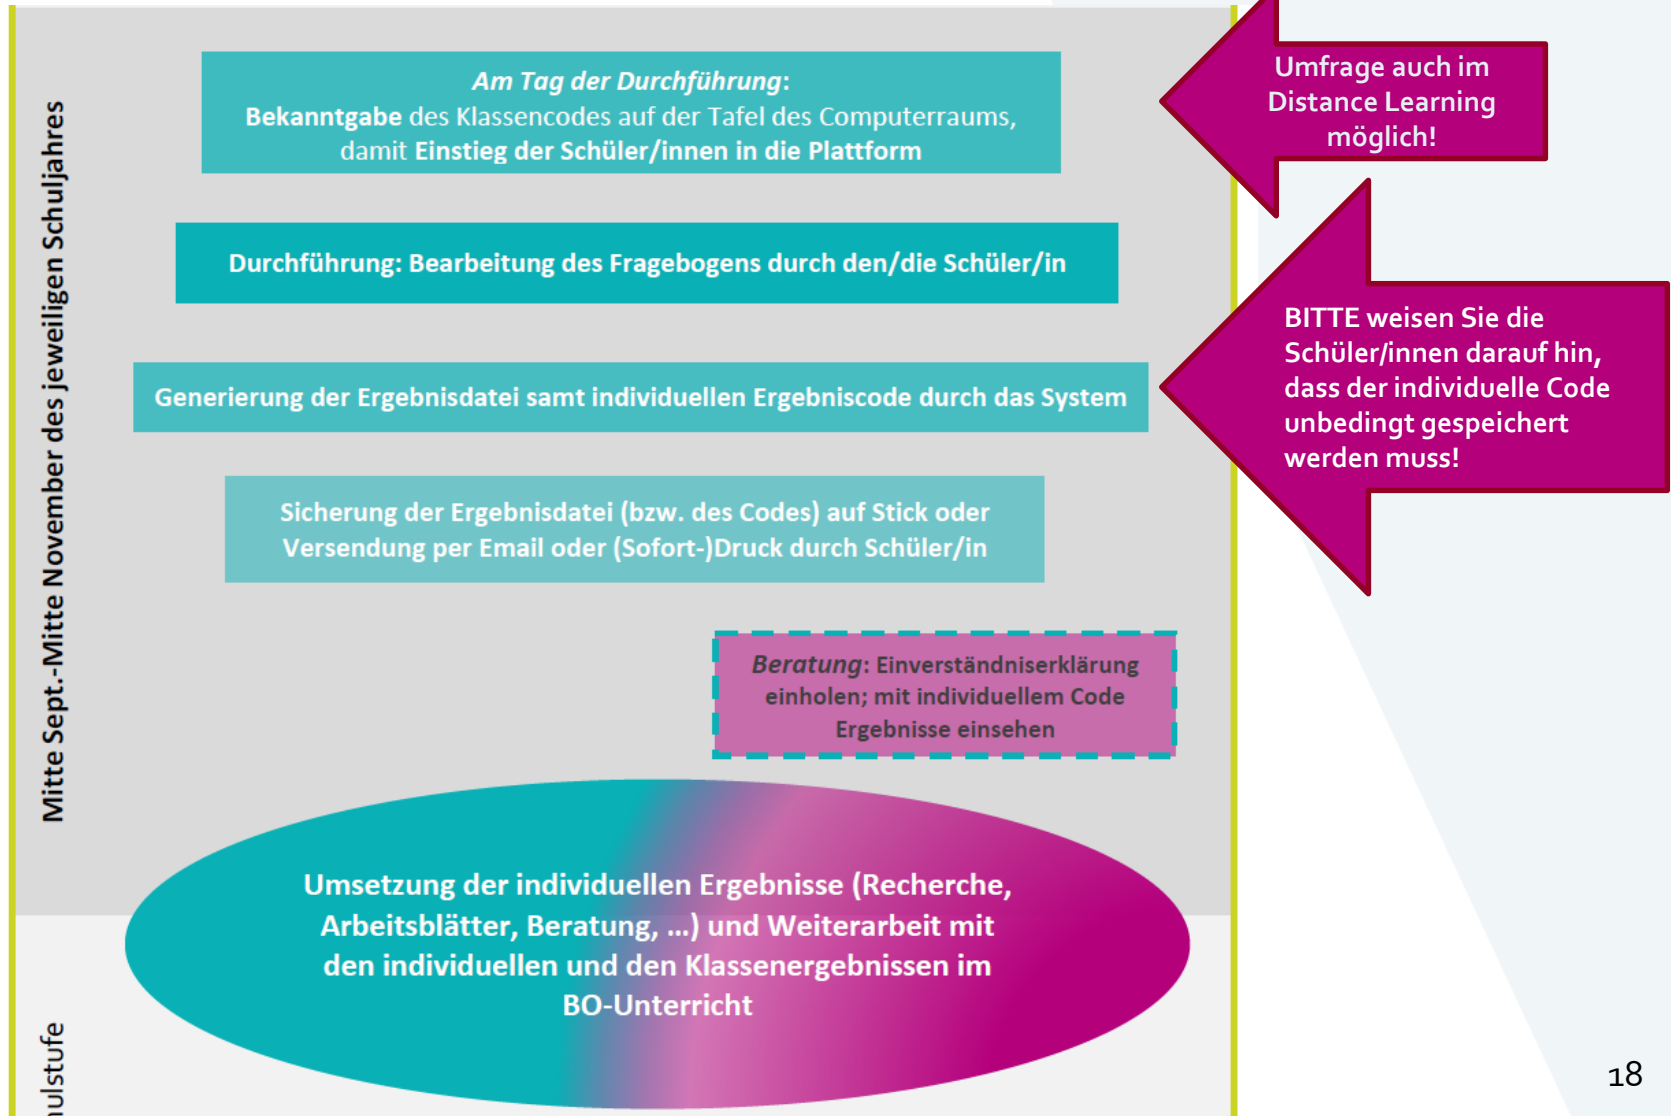 Mitte Sept.-Mitte November des jeweiligen Schuljahres
Am Tag der Durchführung:
Bekanntgabe des Klassencodes auf der Tafel des Computerraums,
damit Einstieg der Schüler/innen in die Plattform
Umfrage auch im
Distance Learning
möglich!
Durchführung: Bearbeitung des Fragebogens durch den/die Schüler/in
Generierung der Ergebnisdatei samt individuellen Ergebniscode durch das System
BITTE weisen Sie die
Schüler/innen darauf hin,
dass der individuelle Code
unbedingt gespeichert
werden muss!
Sicherung der Ergebnisdatei (bzw. des Codes) auf Stick oder
Versendung per Email oder (Sofort-)Druck durch Schüler/in
Beratung: Einverständniserklärung
einholen; mit individuellem Code
Ergebnisse einsehen
Umsetzung der individuellen Ergebnisse (Recherche,
Arbeitsblätter, Beratung, ...) und Weiterarbeit mit
den individuellen und den Klassenergebnissen im
BO-Unterricht
ulstufe
18